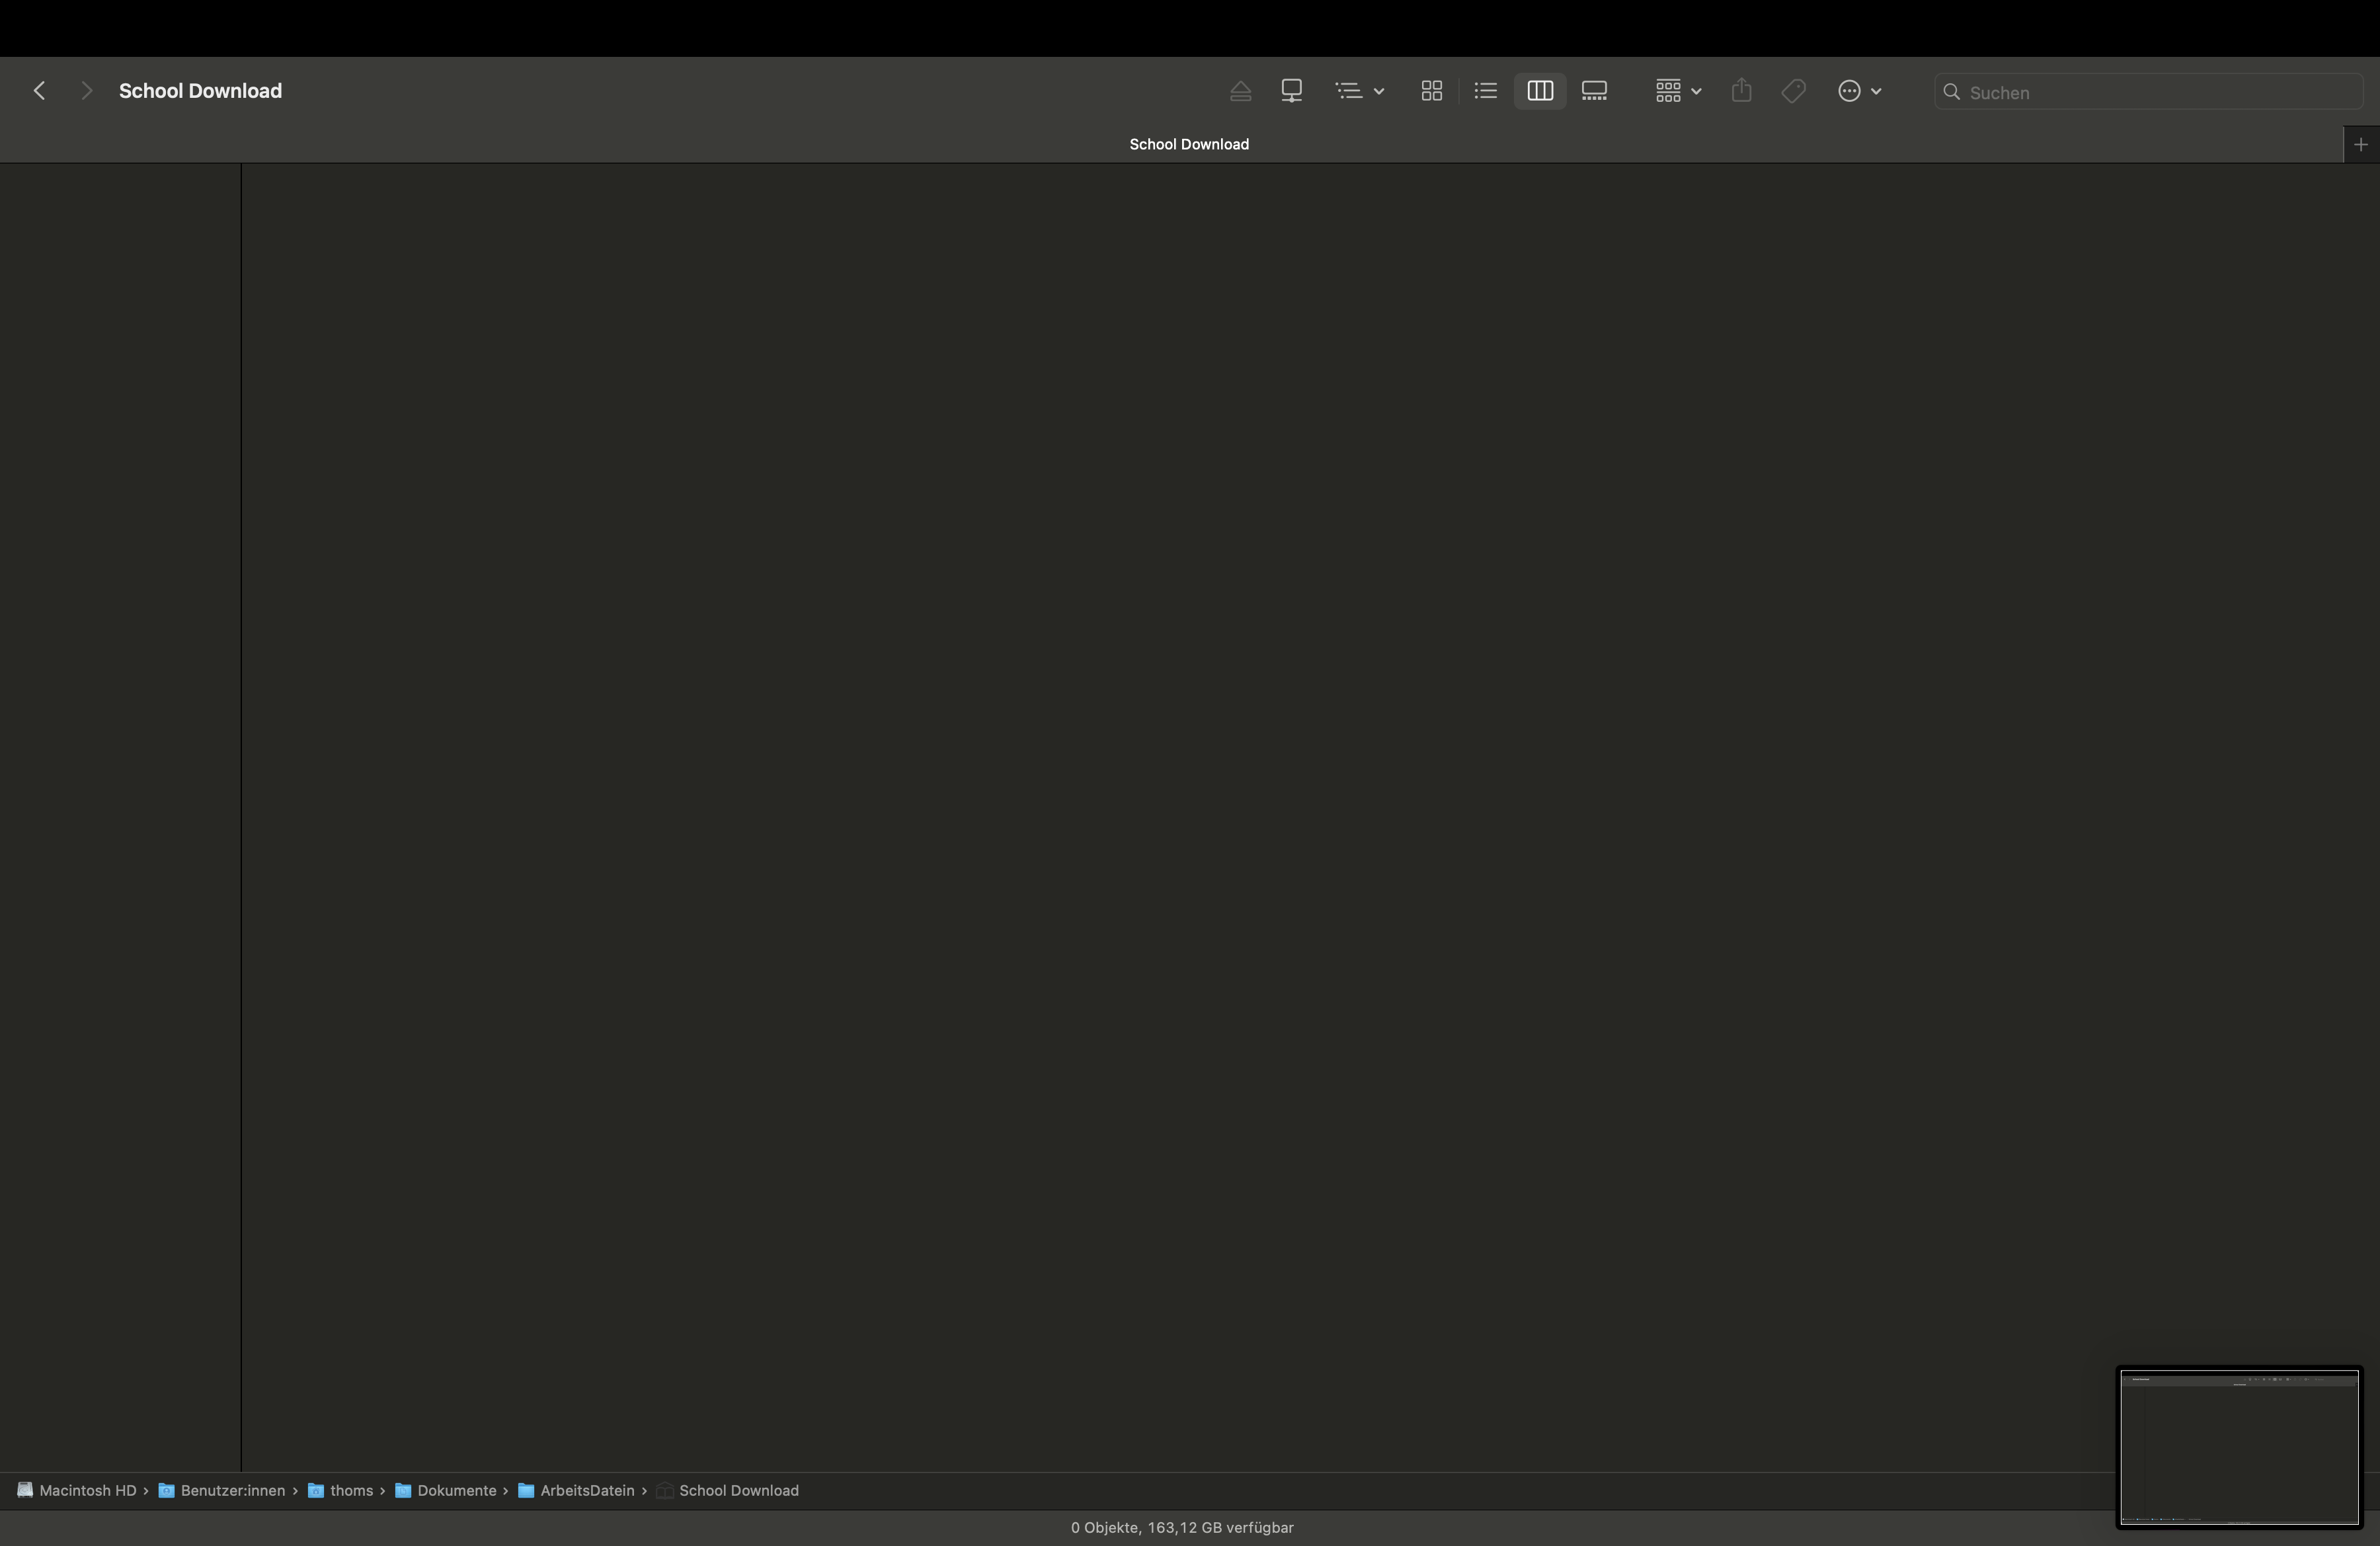 School Download
Suchen
School Download
Macintosh HD › Benutzer:innen › thoms › Dokumente › ArbeitsDatein › School Download
0 Objekte, 163,12 GB verfügbar